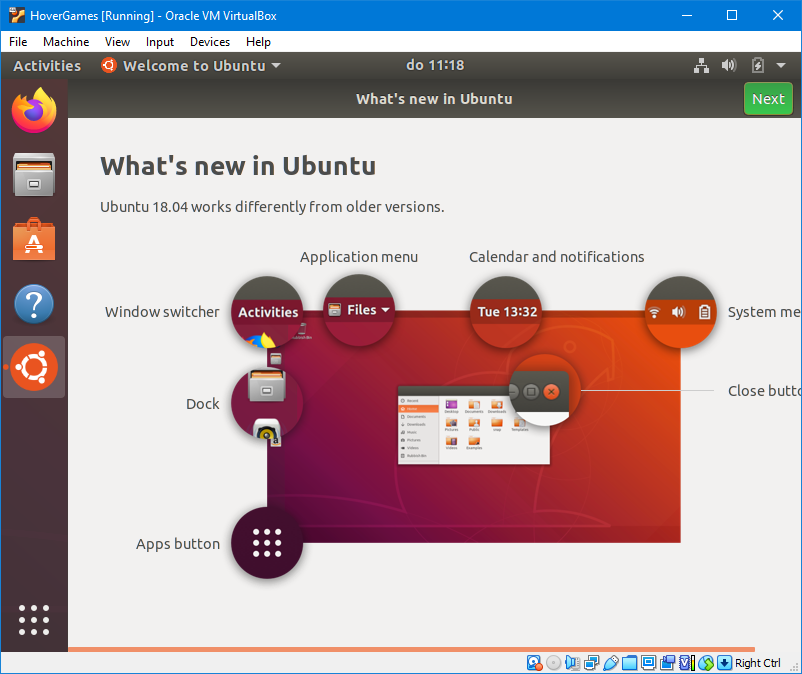 HoverGames [Running] - Oracle VM VirtualBox
File Machine View Input Devices Help
Activities Welcome to Ubuntu do 11:18
What's new in Ubuntu Next
What's new in Ubuntu
Ubuntu 18.04 works differently from older versions.
Application menu Calendar and notifications
Window switcher Activities Files Tue 13:32 System me
Close butto
Dock
Apps button
Right Ctrl